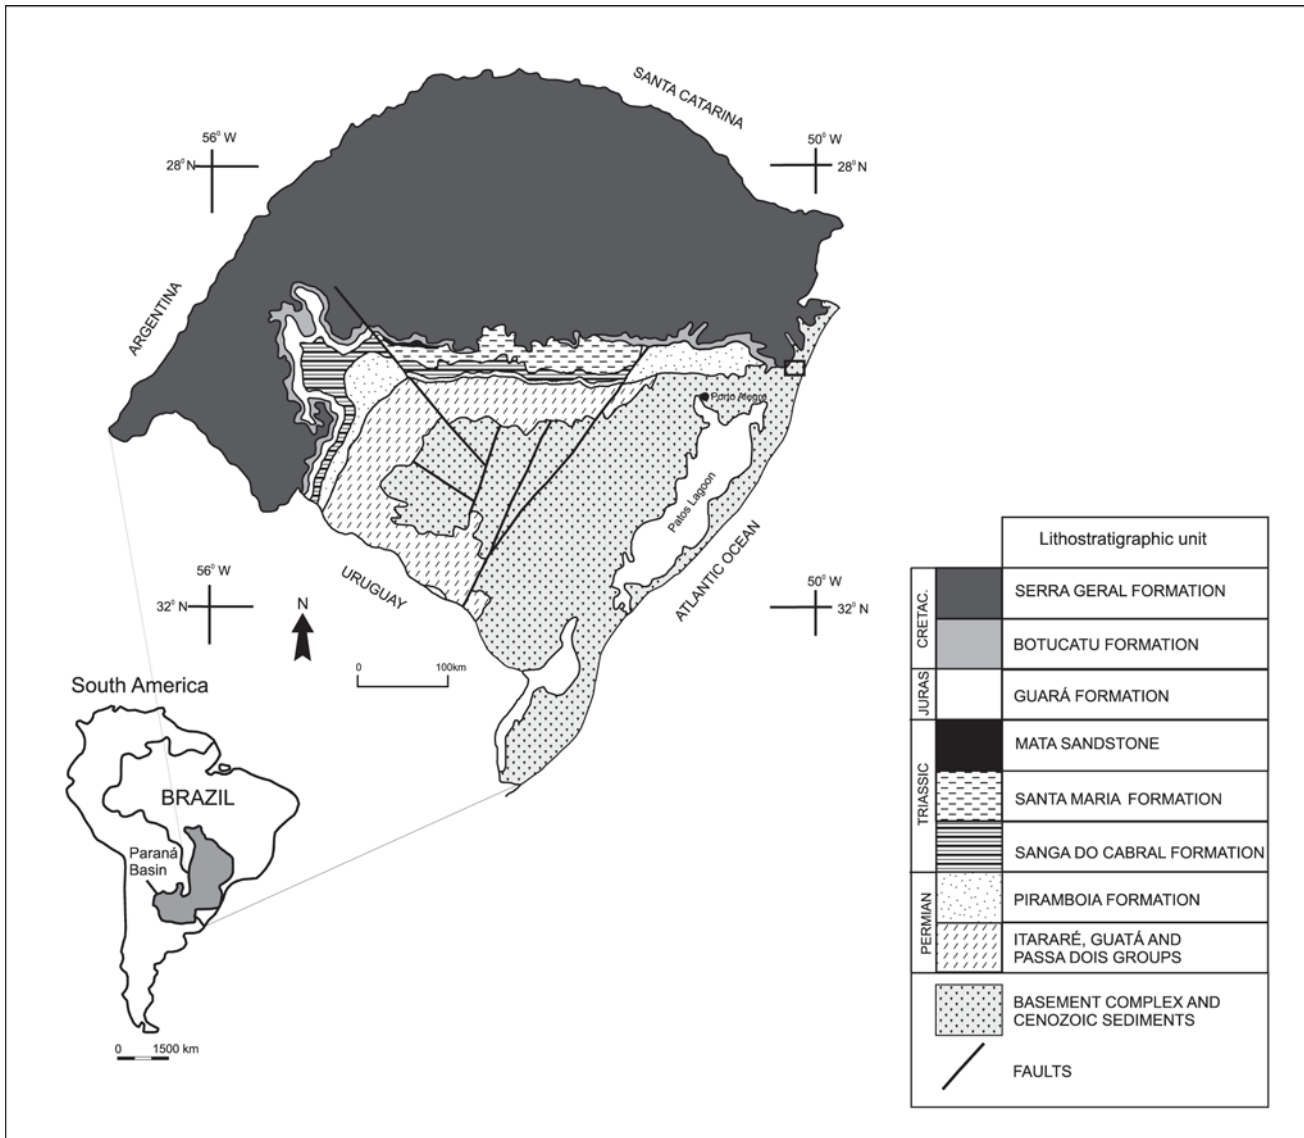 SANTA CATARINA
56° W
28° N
50° W
28° N
ARGENTINA
Porto Alegre
Patos Lagoon
ATLANTIC OCEAN
URUGUAY
56° W
32° N
50° W
32° N
N
0 100km
South America
BRAZIL
Paraná
Basin
0 1500 km
Lithostratigraphic unit
CRETAC.
SERRA GERAL FORMATION
BOTUCATU FORMATION
JURAS
GUARÁ FORMATION
TRIASSIC
MATA SANDSTONE
SANTA MARIA FORMATION
SANGA DO CABRAL FORMATION
PERMIAN
PIRAMBOIA FORMATION
ITARARÉ, GUATÁ AND
PASSA DOIS GROUPS
BASEMENT COMPLEX AND
CENOZOIC SEDIMENTS
FAULTS